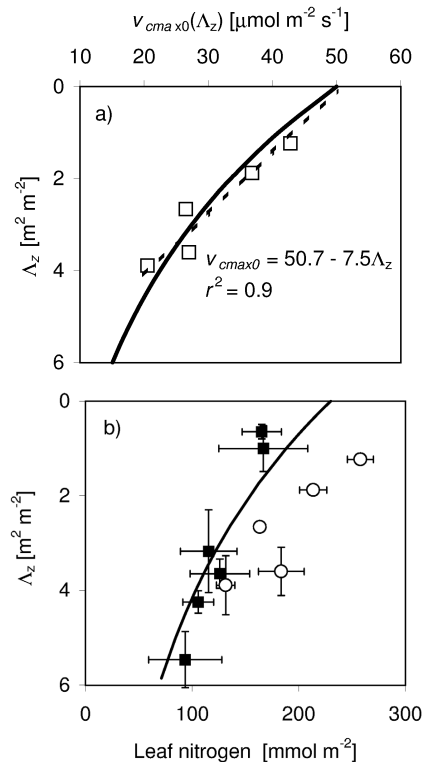 v cmax0(Λz) [μmol m-2 s-1]
10 20 30 40 50 60
0
a)
2
Λz [m2 m-2]
4
vcmax0 = 50.7 - 7.5Λz
r2 = 0.9
6
0
b)
2
Λz [m2 m-2]
4
6
0 100 200 300
Leaf nitrogen [mmol m-2]